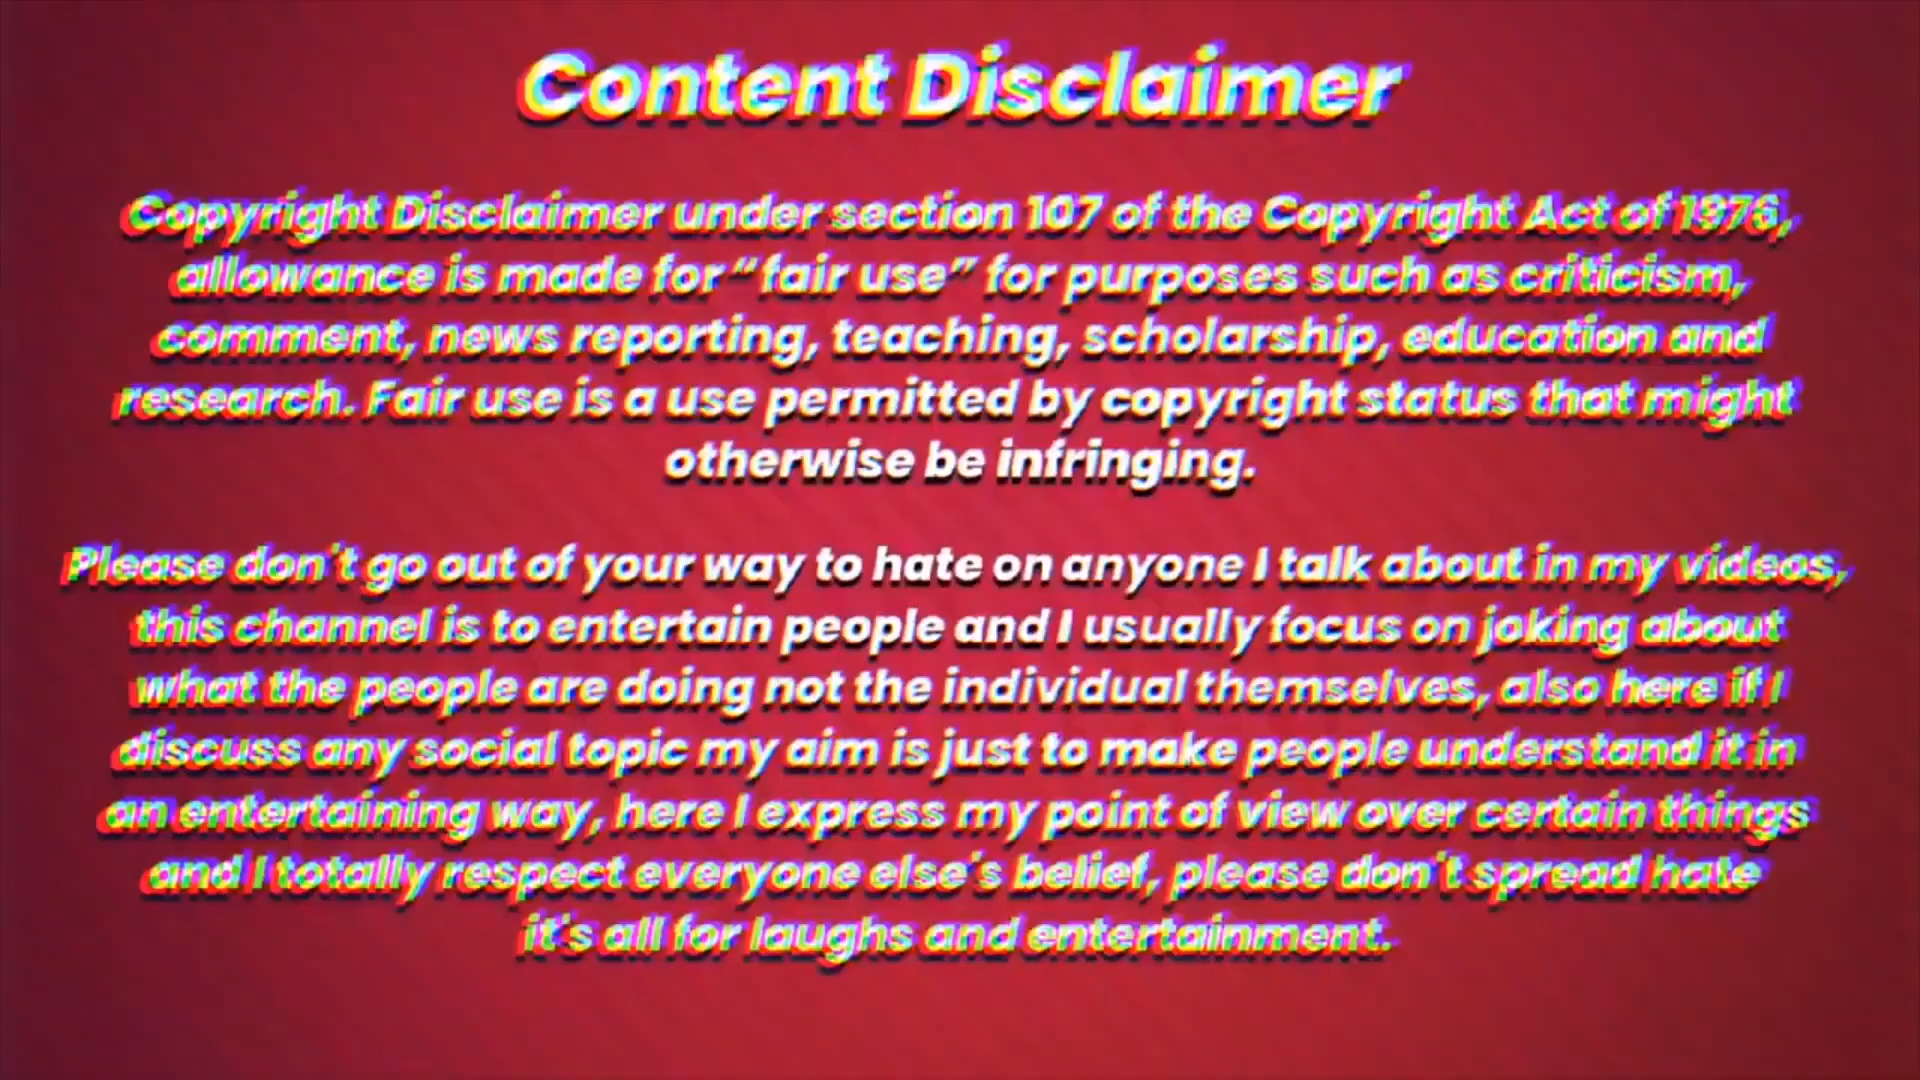 Content Disclaimer
Copyright Disclaimer under section 107 of the Copyright Act of 1976,
allowance is made for “fair use” for purposes such as criticism,
comment, news reporting, teaching, scholarship, education and
research. Fair use is a use permitted by copyright status that might
otherwise be infringing.
Please don't go out of your way to hate on anyone I talk about in my videos,
this channel is to entertain people and I usually focus on joking about
what the people are doing not the individual themselves, also here if I
discuss any social topic my aim is just to make people understand it in
an entertaining way, here I express my point of view over certain things
and I totally respect everyone else's belief, please don't spread hate
it's all for laughs and entertainment.